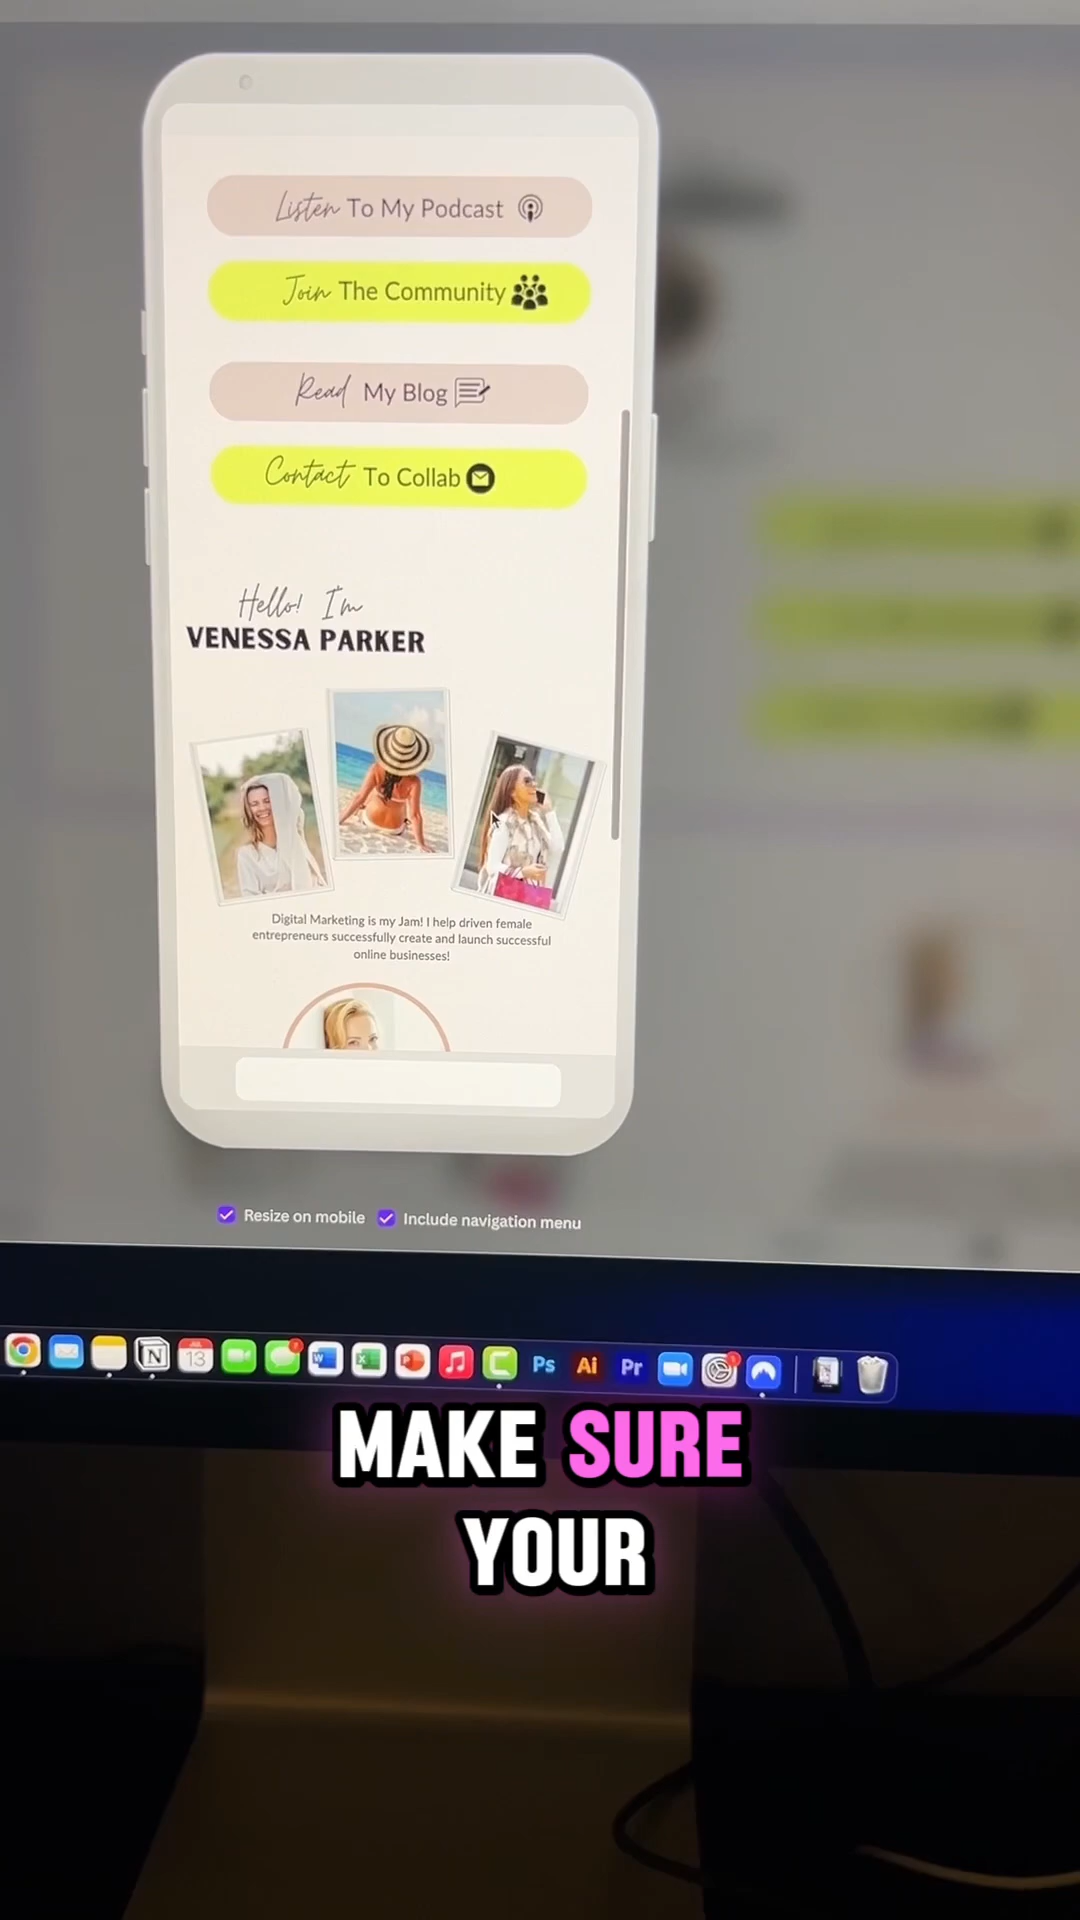 Listen To My Podcast
Join The Community
Read My Blog
Contact To Collab
Hello! I'm
VENESSA PARKER
Digital Marketing is my Jam! I help driven female
entrepreneurs successfully create and launch successful
online businesses!
Resize on mobile
Include navigation menu
JUL
13
N
W
X
P
C
Ps
Ai
Pr
MAKE SURE
YOUR